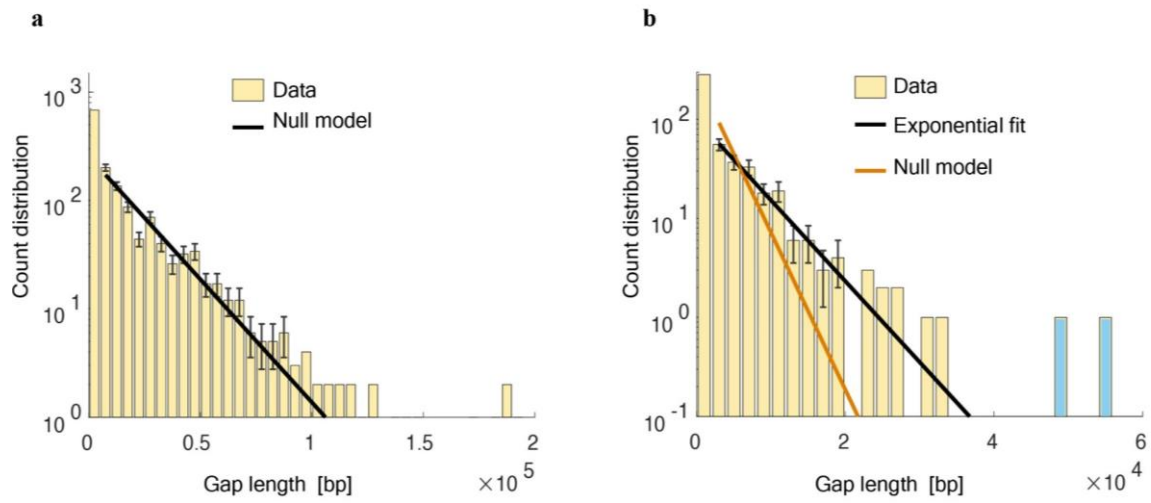 a
Data
Null model
Count distribution
10 3
10 2
10 1
10 0
0 0.5 1 1.5 2
× 10 5
Gap length [bp]
b
Data
Exponential fit
Null model
Count distribution
10 2
10 1
10 0
10 -1
0 2 4 6
× 10 4
Gap length [bp]